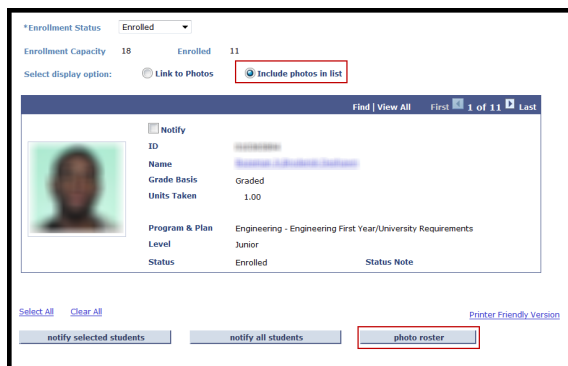 *Enrollment Status Enrolled
Enrollment Capacity 18 Enrolled 11
Select display option: Link to Photos Include photos in list
Find | View All First 1 of 11 Last
Notify
ID
Name
Grade Basis Graded
Units Taken 1.00
Program & Plan Engineering - Engineering First Year/University Requirements
Level Junior
Status Enrolled Status Note
Select All Clear All Printer Friendly Version
notify selected students notify all students photo roster